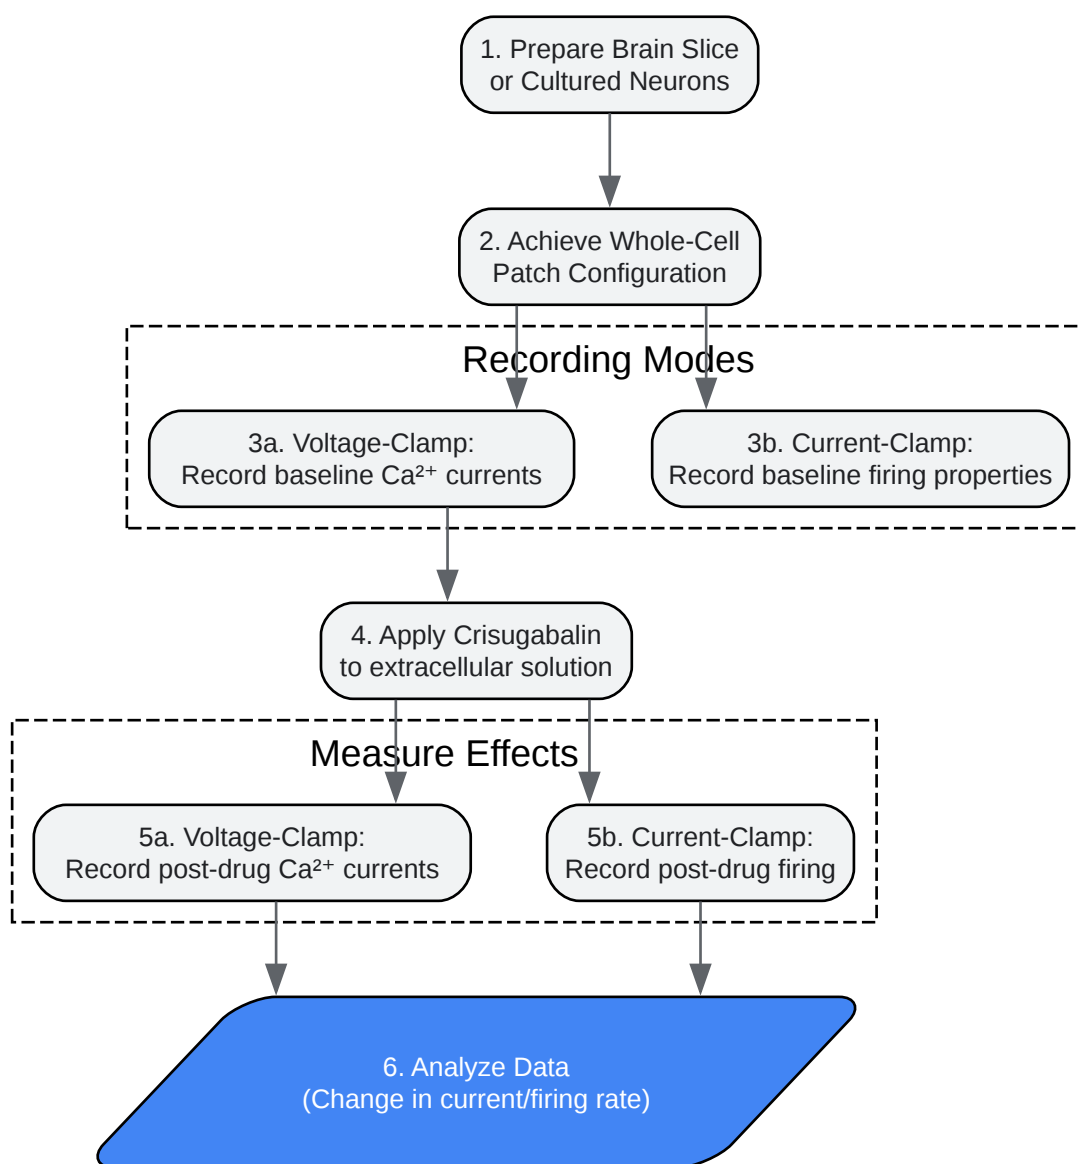 1. Prepare Brain Slice
or Cultured Neurons
2. Achieve Whole-Cell
Patch Configuration
Recording Modes
3a. Voltage-Clamp:
Record baseline Ca²⁺ currents
3b. Current-Clamp:
Record baseline firing properties
4. Apply Crisugabalin
to extracellular solution
Measure Effects
5a. Voltage-Clamp:
Record post-drug Ca²⁺ currents
5b. Current-Clamp:
Record post-drug firing
6. Analyze Data
(Change in current/firing rate)